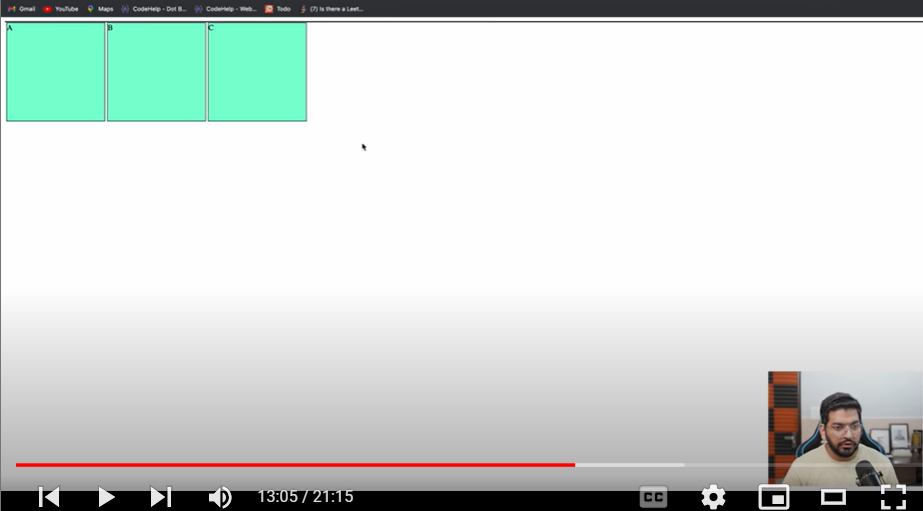 Gmail YouTube Maps CodeHelp - Dot B... CodeHelp - Web... Todo (7) Is there a Leet...
A B C
13:05 / 21:15
CC